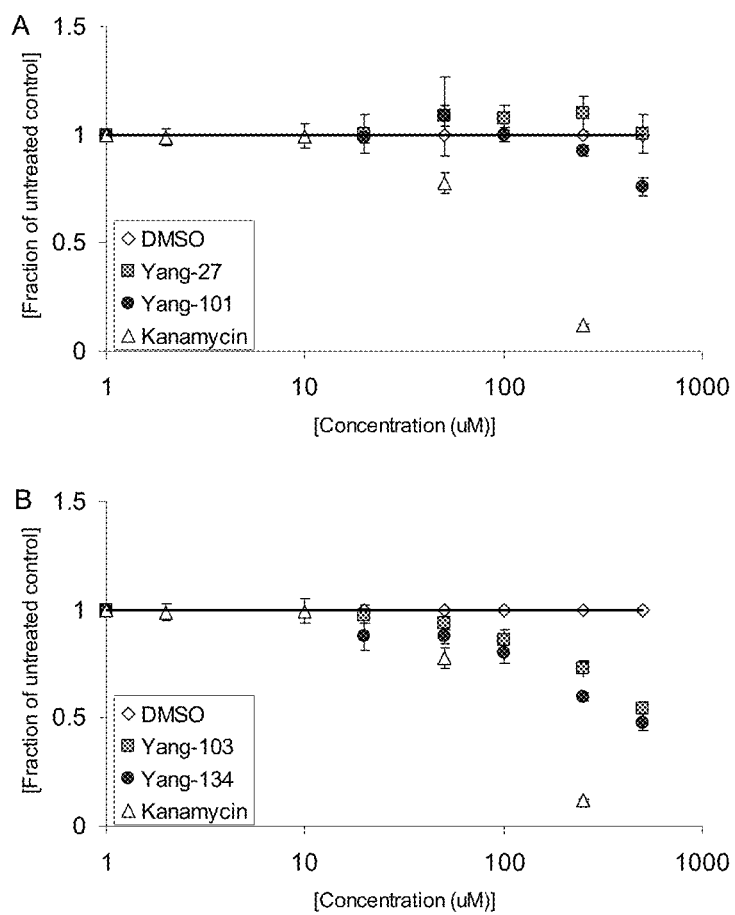 A
1.5
1
0.5
0
[Fraction of untreated control]
DMSO
Yang-27
Yang-101
Kanamycin
1 10 100 1000
[Concentration (uM)]
B
1.5
1
0.5
0
[Fraction of untreated control]
DMSO
Yang-103
Yang-134
Kanamycin
1 10 100 1000
[Concentration (uM)]